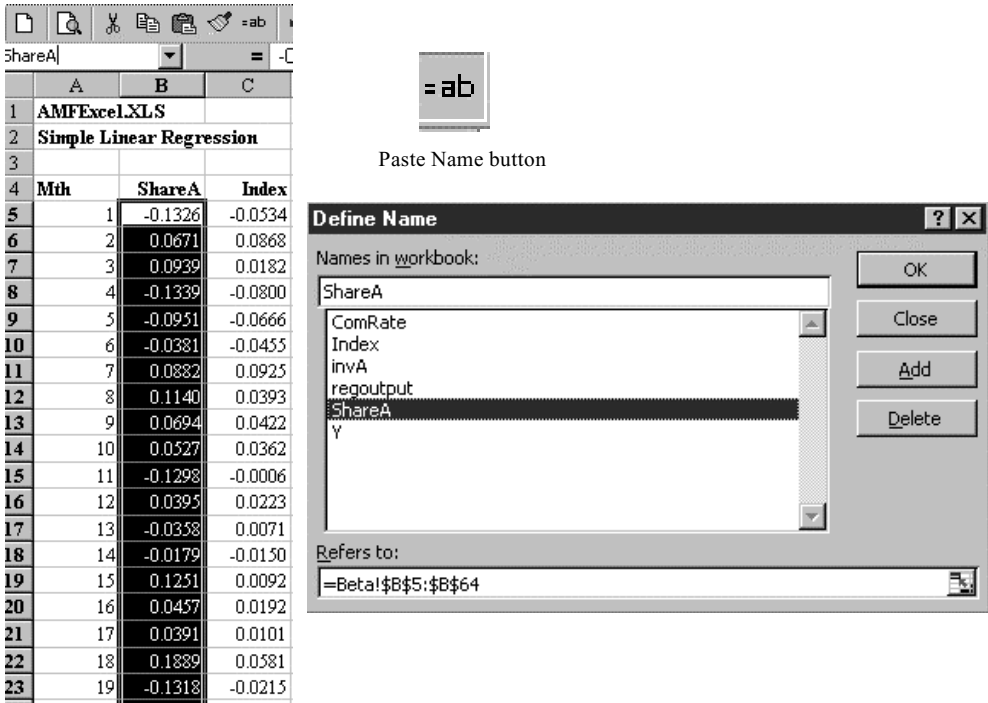 =ab
ShareA
= -0
A B C
1 AMFExcel.XLS
2 Simple Linear Regression
3
4 Mth ShareA Index
5 1 -0.1326 -0.0534
6 2 0.0671 0.0868
7 3 0.0939 0.0182
8 4 -0.1339 -0.0800
9 5 -0.0951 -0.0666
10 6 -0.0381 -0.0455
11 7 0.0882 0.0925
12 8 0.1140 0.0393
13 9 0.0694 0.0422
14 10 0.0527 0.0362
15 11 -0.1298 -0.0006
16 12 0.0395 0.0223
17 13 -0.0358 0.0071
18 14 -0.0179 -0.0150
19 15 0.1251 0.0092
20 16 0.0457 0.0192
21 17 0.0391 0.0101
22 18 0.1889 0.0581
23 19 -0.1318 -0.0215
=ab
Paste Name button
Define Name
Names in workbook:
ShareA
ComRate
Index
invA
regoutput
ShareA
Y
OK
Close
Add
Delete
Refers to:
=Beta!$B$5:$B$64